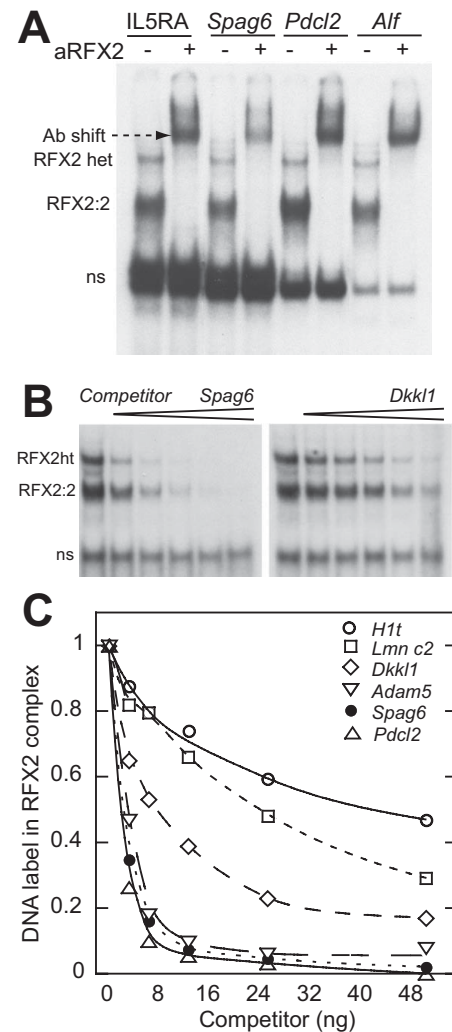 A
IL5RA Spag6 Pdcl2 Alf
aRFX2 - + - + - + - +
Ab shift
RFX2 het
RFX2:2
ns
B
Competitor Spag6 Dkkl1
RFX2ht
RFX2:2
ns
C
H1t
Lmn c2
Dkkl1
Adam5
Spag6
Pdcl2
DNA label in RFX2 complex
1
0.8
0.6
0.4
0.2
0
0 8 16 24 32 40 48
Competitor (ng)